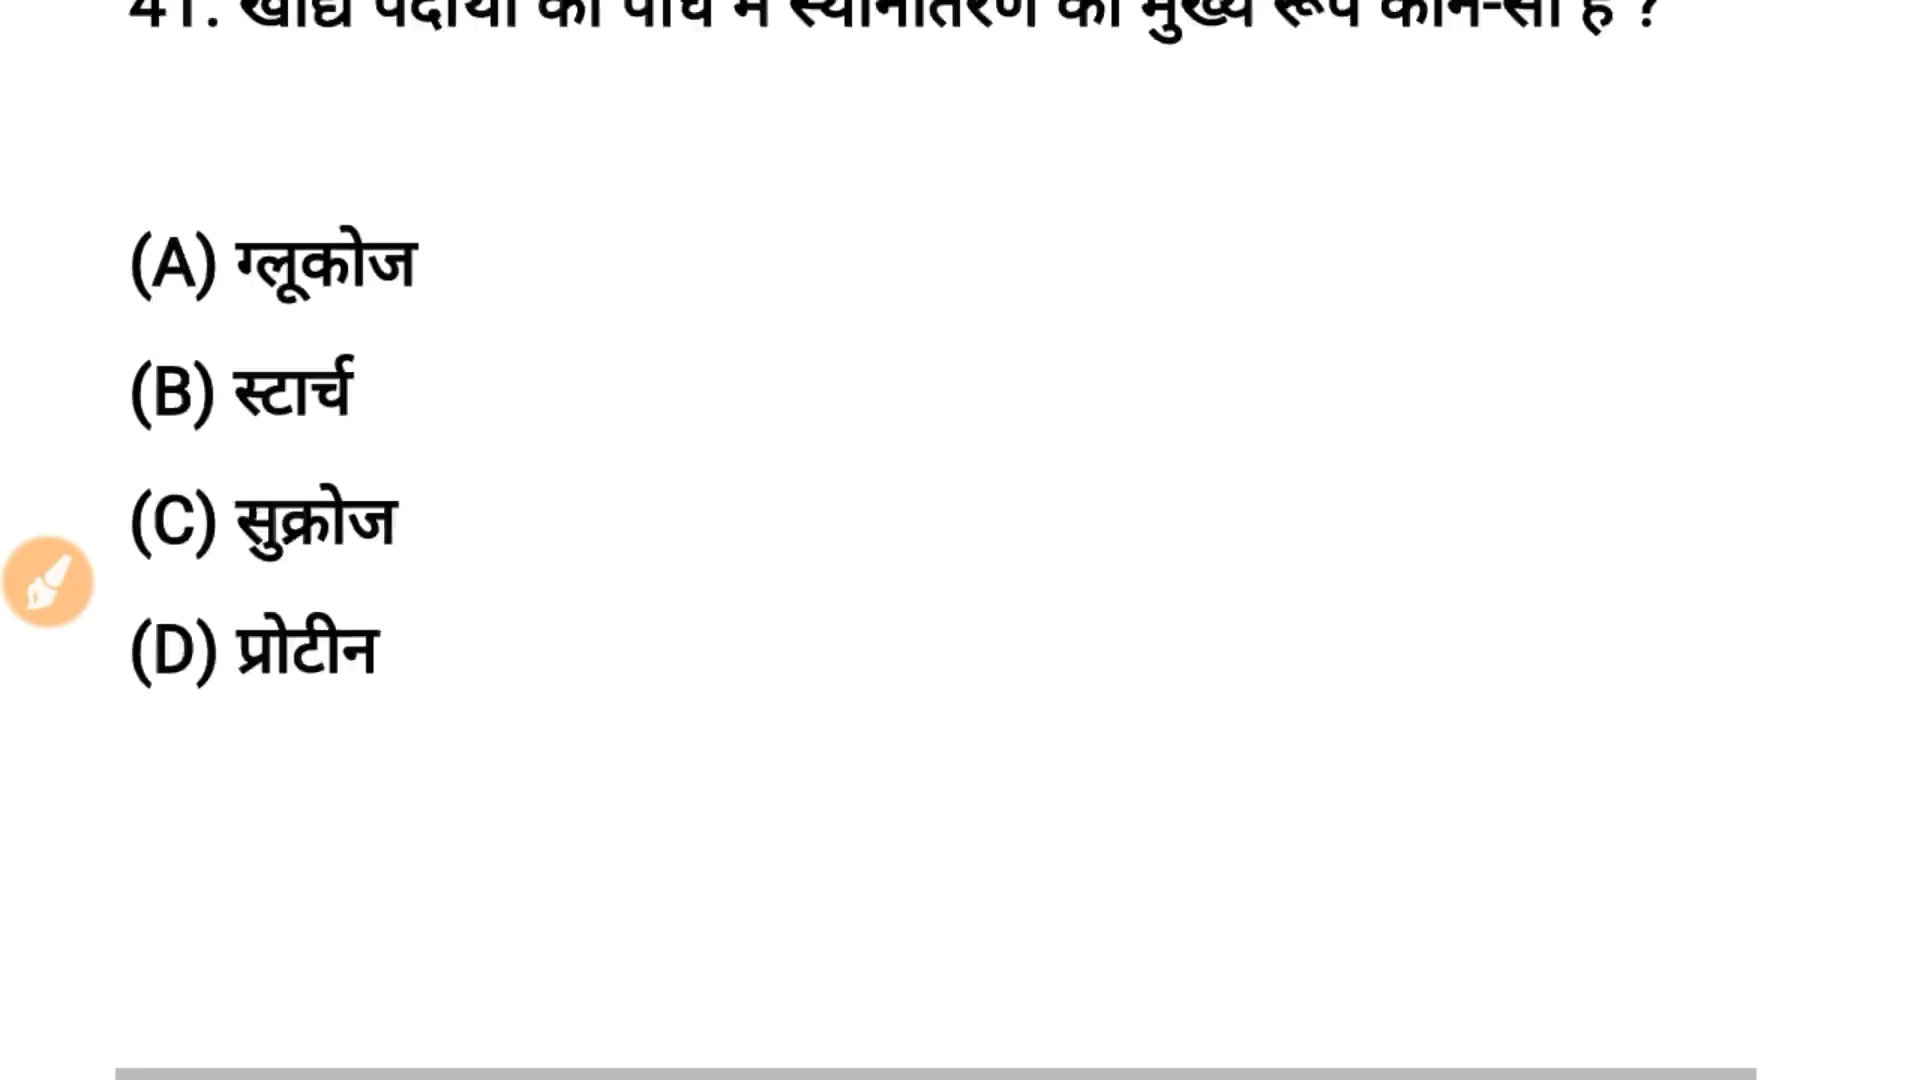 41. खाद्य पदार्थों का पौधे में स्थानांतरण का मुख्य रूप कौन-सा है ?
(A) ग्लूकोज
(B) स्टार्च
(C) सुक्रोज
(D) प्रोटीन